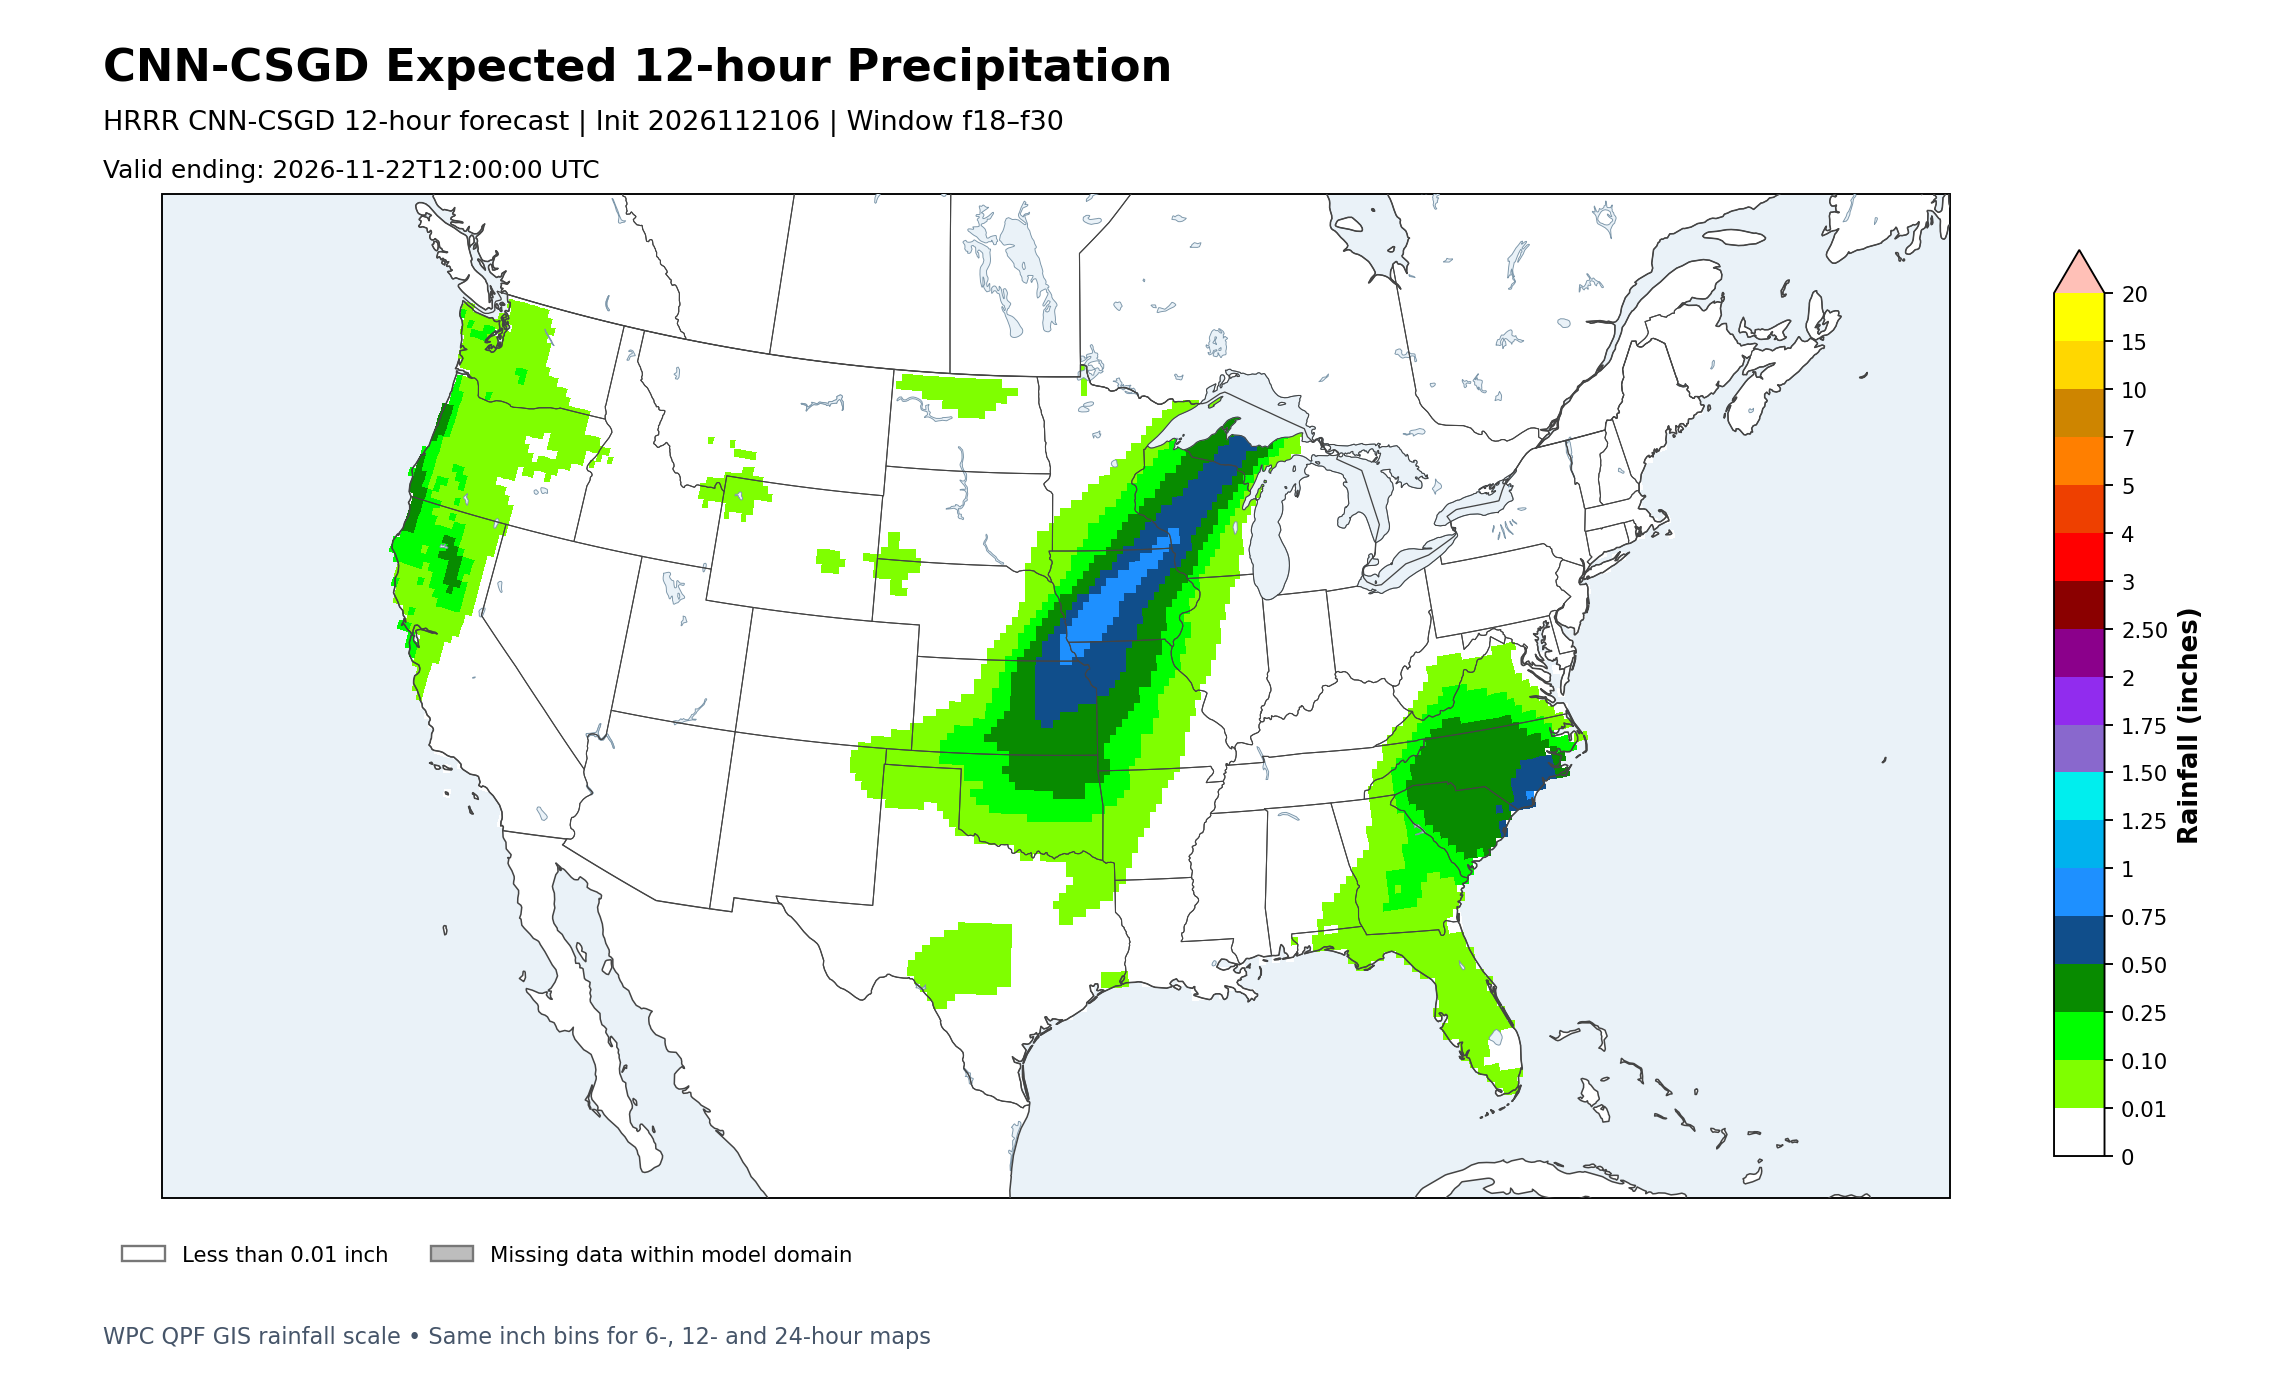 CNN-CSGD Expected 12-hour Precipitation
HRRR CNN-CSGD 12-hour forecast | Init 2026112106 | Window f18–f30
Valid ending: 2026-11-22T12:00:00 UTC
20
15
10
7
5
4
3
2.50
2
1.75
1.50
1.25
1
0.75
0.50
0.25
0.10
0.01
0
Rainfall (inches)
Less than 0.01 inch
Missing data within model domain
WPC QPF GIS rainfall scale • Same inch bins for 6-, 12- and 24-hour maps